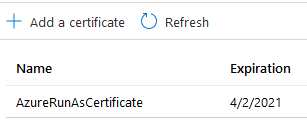 Add a certificate Refresh
Name Expiration
AzureRunAsCertificate 4/2/2021